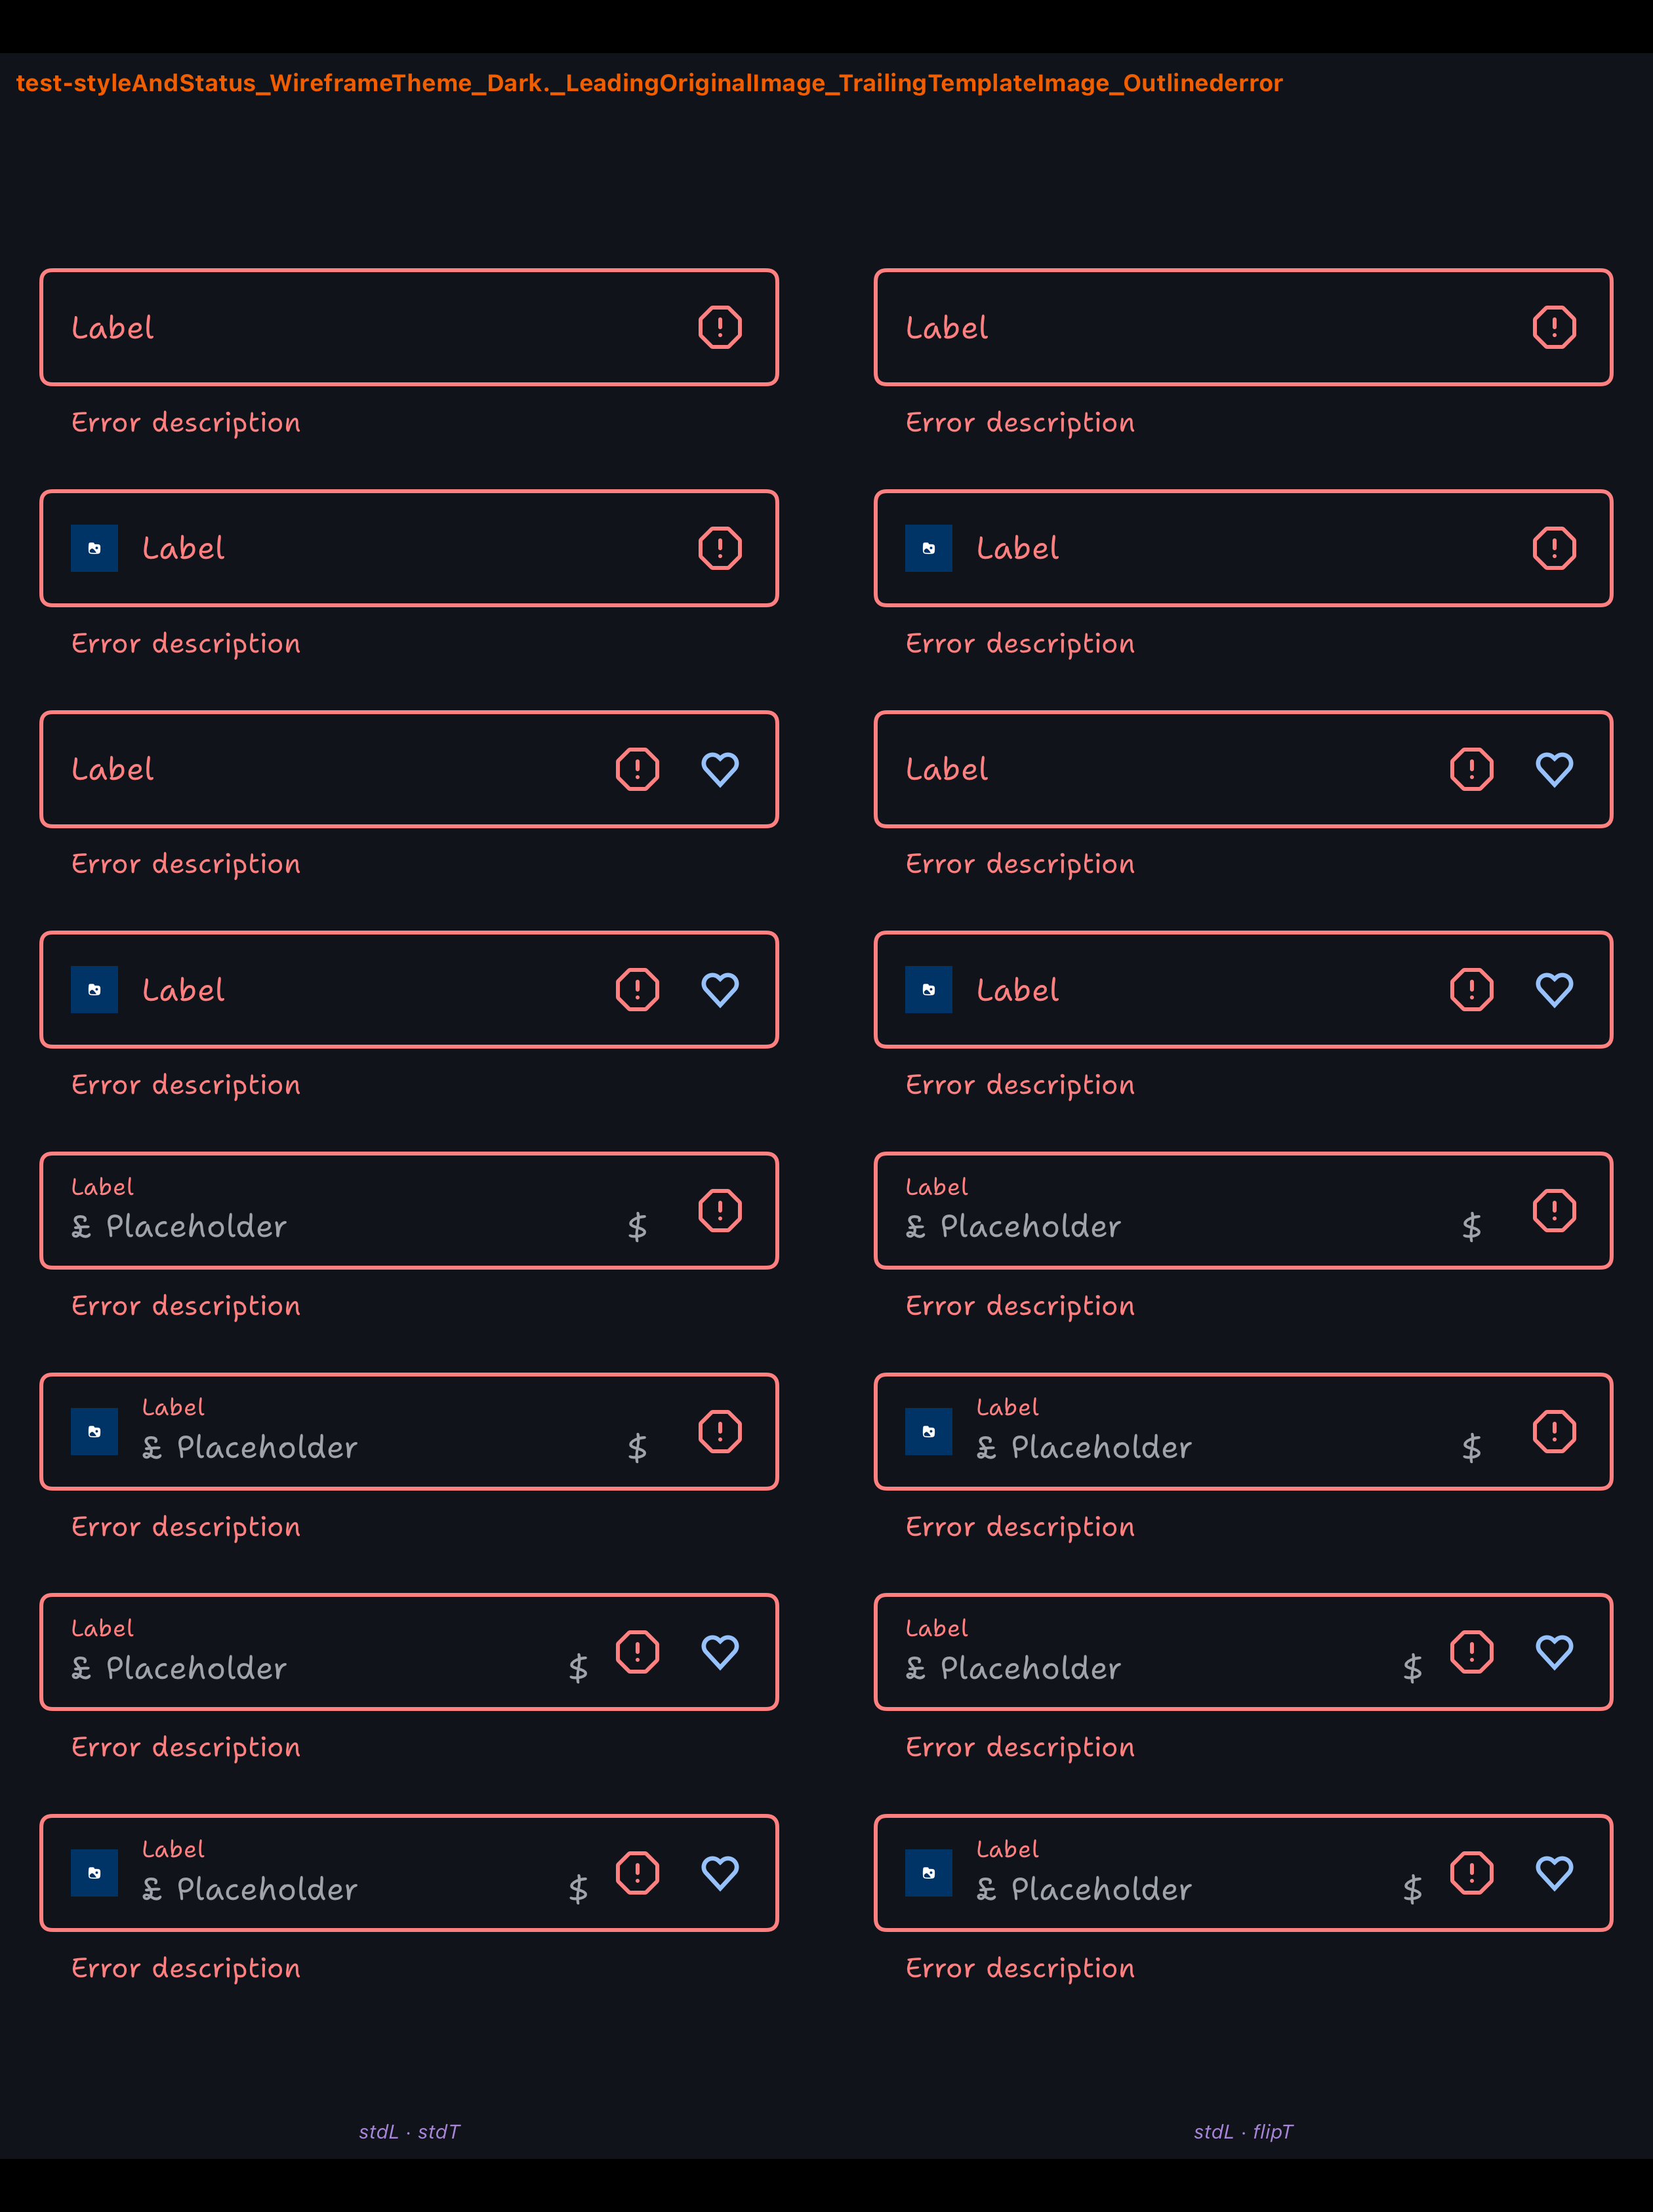 test-styleAndStatus_WireframeTheme_Dark._LeadingOriginalImage_TrailingTemplateImage_Outlinederror
Label
Label
Error description
Error description
Label
Label
Error description
Error description
Label
Label
Error description
Error description
Label
Label
Error description
Error description
Label
Label
£ Placeholder $
£ Placeholder $
Error description
Error description
Label
Label
£ Placeholder $
£ Placeholder $
Error description
Error description
Label
Label
£ Placeholder $
£ Placeholder $
Error description
Error description
Label
Label
£ Placeholder $
£ Placeholder $
Error description
Error description
stdL · stdT
stdL · flipT